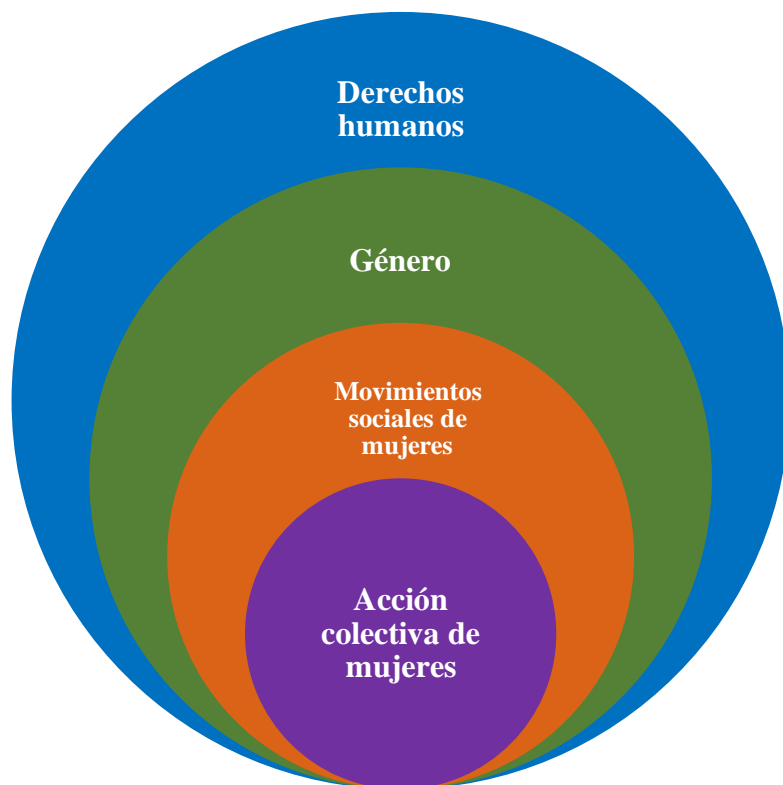 Derechos
humanos
Género
Movimientos
sociales de
mujeres
Acción
colectiva de
mujeres